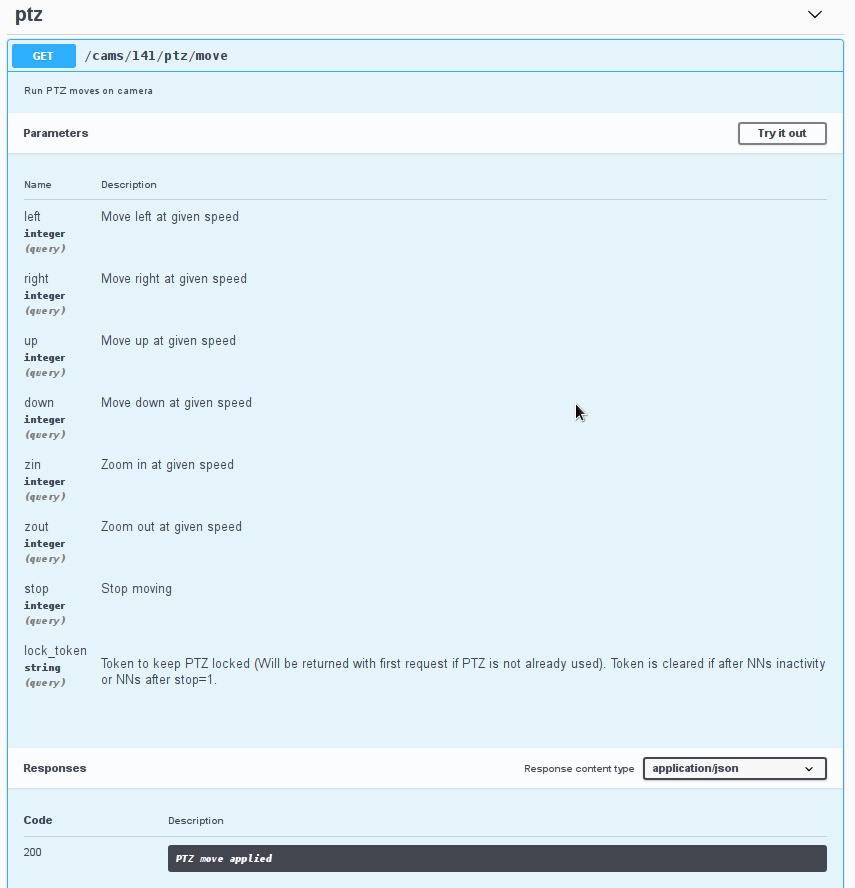 ptz
GET /cams/141/ptz/move
Run PTZ moves on camera
Parameters Try it out
Name Description
left Move left at given speed
integer
(query)
right Move right at given speed
integer
(query)
up Move up at given speed
integer
(query)
down Move down at given speed
integer
(query)
zin Zoom in at given speed
integer
(query)
zout Zoom out at given speed
integer
(query)
stop Stop moving
integer
(query)
lock_token
string
(query)
Token to keep PTZ locked (Will be returned with first request if PTZ is not already used). Token is cleared if after NNs inactivity
or NNs after stop=1.
Responses Response content type application/json
Code Description
200 PTZ move applied